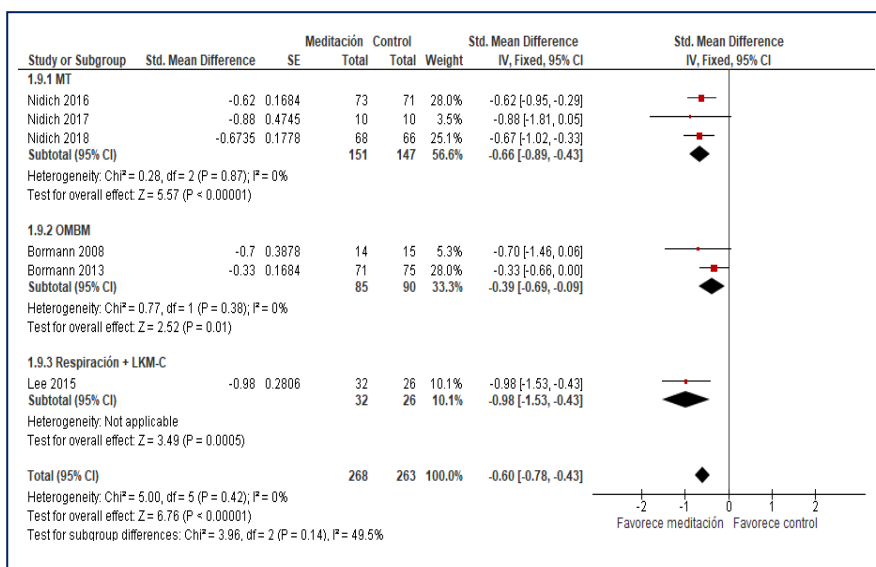 Meditación Control Std. Mean Difference Std. Mean Difference
Study or Subgroup Std. Mean Difference SE Total Total Weight IV, Fixed, 95% CI IV, Fixed, 95% CI
1.9.1 MT
Nidich 2016 -0.62 0.1684 73 71 28.0% -0.62 [-0.95, -0.29]
Nidich 2017 -0.88 0.4745 10 10 3.5% -0.88 [-1.81, 0.05]
Nidich 2018 -0.6735 0.1778 68 66 25.1% -0.67 [-1.02, -0.33]
Subtotal (95% CI) 151 147 56.6% -0.66 [-0.89, -0.43]
Heterogeneity: Chi² = 0.28, df = 2 (P = 0.87); I² = 0%
Test for overall effect: Z = 5.57 (P < 0.00001)
1.9.2 OMBM
Bormann 2008 -0.7 0.3878 14 15 5.3% -0.70 [-1.46, 0.06]
Bormann 2013 -0.33 0.1684 71 75 28.0% -0.33 [-0.66, 0.00]
Subtotal (95% CI) 85 90 33.3% -0.39 [-0.69, -0.09]
Heterogeneity: Chi² = 0.77, df = 1 (P = 0.38); I² = 0%
Test for overall effect: Z = 2.52 (P = 0.01)
1.9.3 Respiración + LKM-C
Lee 2015 -0.98 0.2806 32 26 10.1% -0.98 [-1.53, -0.43]
Subtotal (95% CI) 32 26 10.1% -0.98 [-1.53, -0.43]
Heterogeneity: Not applicable
Test for overall effect: Z = 3.49 (P = 0.0005)
Total (95% CI) 268 263 100.0% -0.60 [-0.78, -0.43]
Heterogeneity: Chi² = 5.00, df = 5 (P = 0.42); I² = 0%
Test for overall effect: Z = 6.76 (P < 0.00001)
Test for subgroup differences: Chi² = 3.96, df = 2 (P = 0.14), I² = 49.5%
-2 -1 0 1 2
Favorece meditación Favorece control